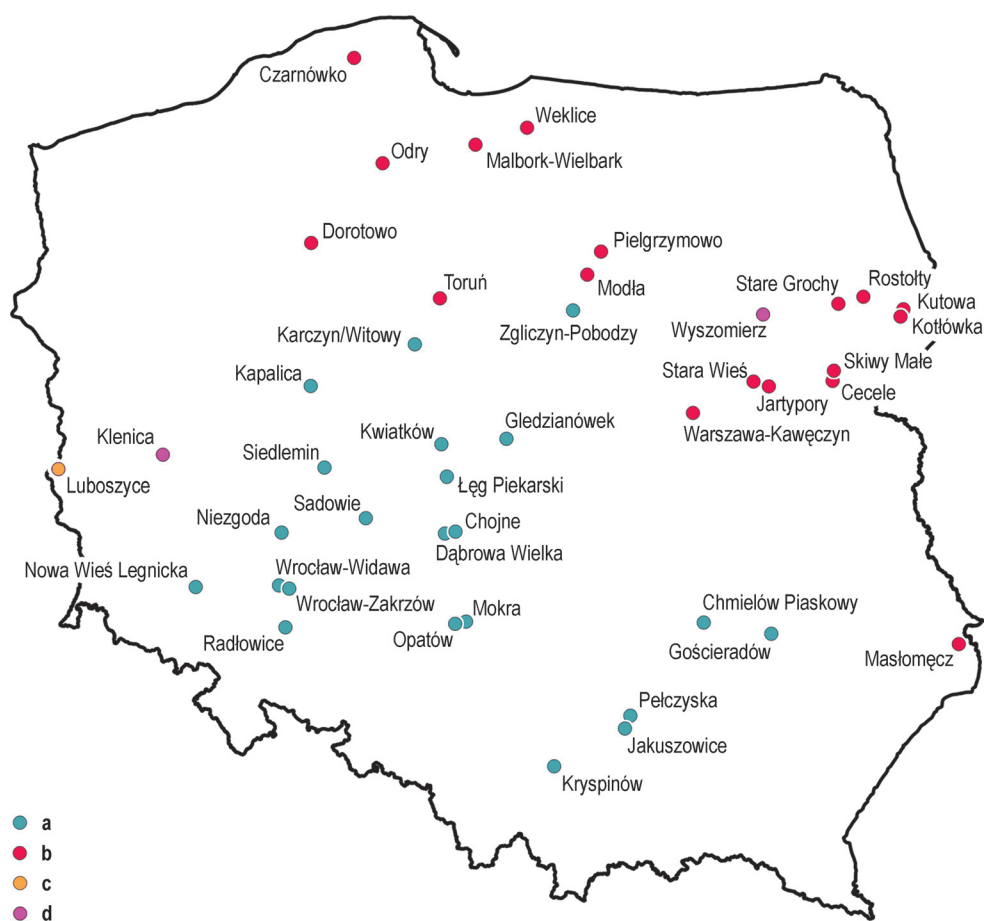 Czarnówko
Weklice
Odry
Malbork-Wielbark
Dorotowo
Pielgrzymowo
Rostołty
Toruń
Modła
Stare Grochy
Kutowa
Karczyn/Witowy
Zgliczyn-Pobodzy
Wyszomierz
Kotłówka
Kapalica
Stara Wieś
Skiwy Małe
Jartypory
Cecele
Kwiatków
Gledzianówek
Warszawa-Kawęczyn
Klenica
Siedlemin
Luboszyce
Łęg Piekarski
Sadowie
Niezgoda
Chojne
Dąbrowa Wielka
Nowa Wieś Legnicka
Wrocław-Widawa
Wrocław-Zakrzów
Mokra
Chmielów Piaskowy
Radłowice
Opatów
Gościeradów
Masłomęcz
Pełczyska
Jakuszowice
Kryspinów
a
b
c
d